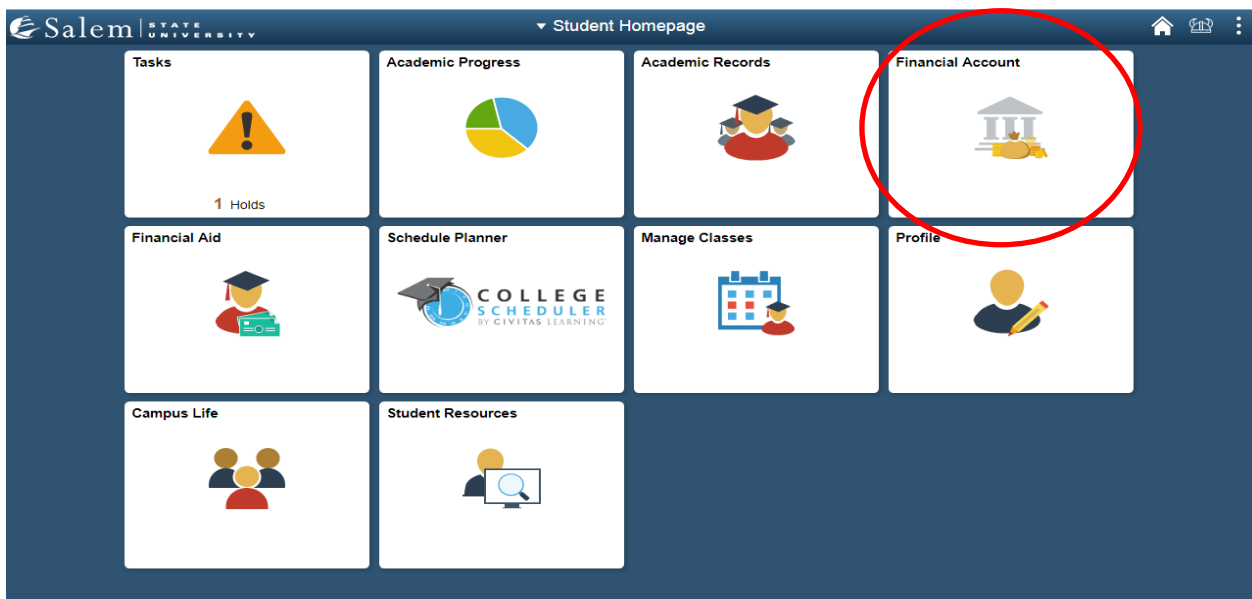 Salem STATE UNIVERSITY
Student Homepage
Tasks
1 Holds
Academic Progress
Academic Records
Financial Account
Financial Aid
Schedule Planner
COLLEGE
SCHEDULER
BY CIVITAS LEARNING
Manage Classes
Profile
Campus Life
Student Resources